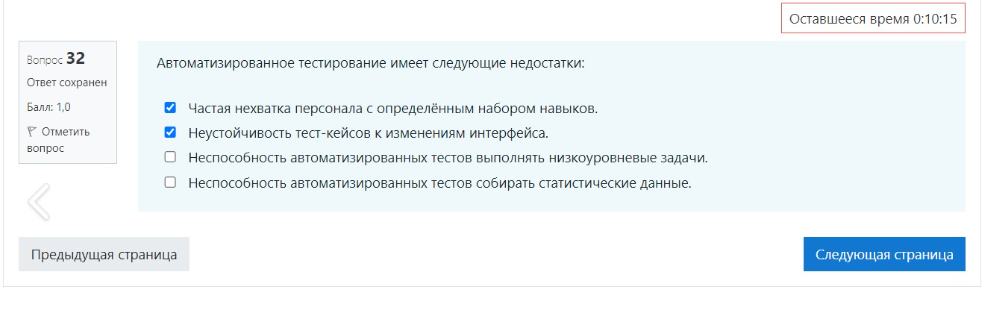 Оставшееся время 0:10:15
Вопрос 32
Ответ сохранен
Балл: 1,0
Отметить
вопрос
Автоматизированное тестирование имеет следующие недостатки:
Частая нехватка персонала с определённым набором навыков.
Неустойчивость тест-кейсов к изменениям интерфейса.
Неспособность автоматизированных тестов выполнять низкоуровневые задачи.
Неспособность автоматизированных тестов собирать статистические данные.
Предыдущая страница
Следующая страница